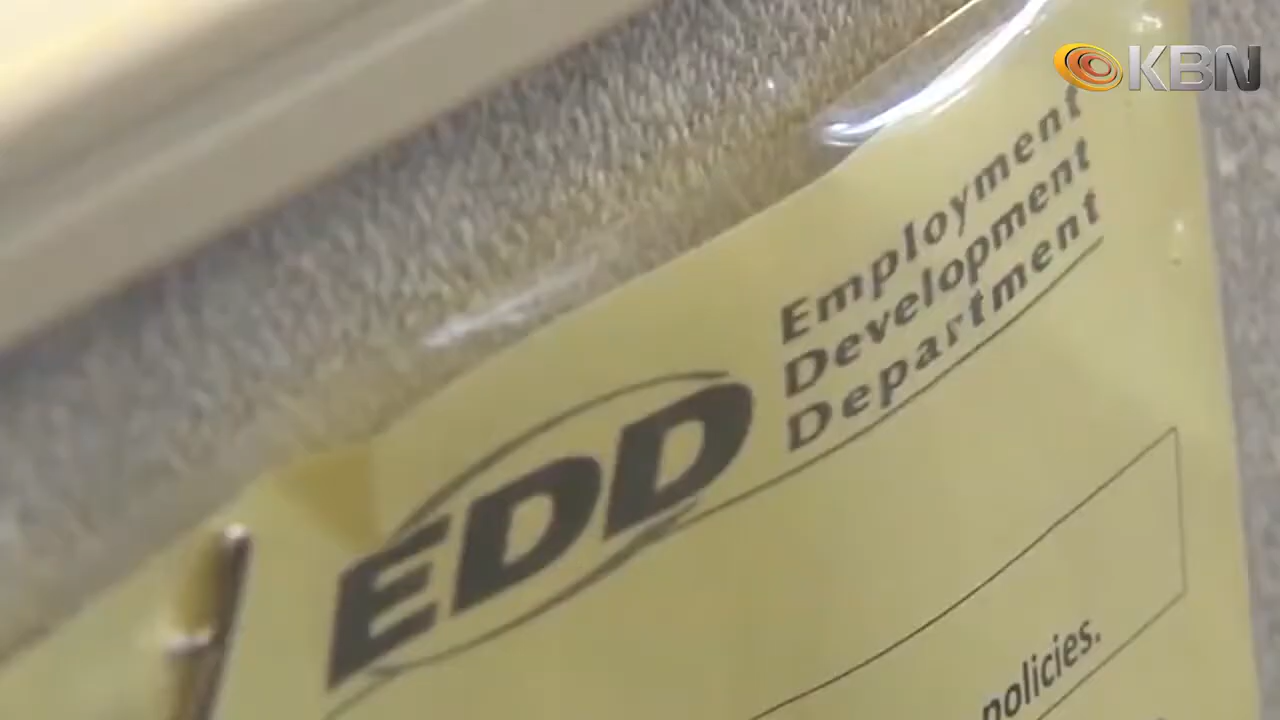 KBN
Employment
Development
Department
EDD
policies.